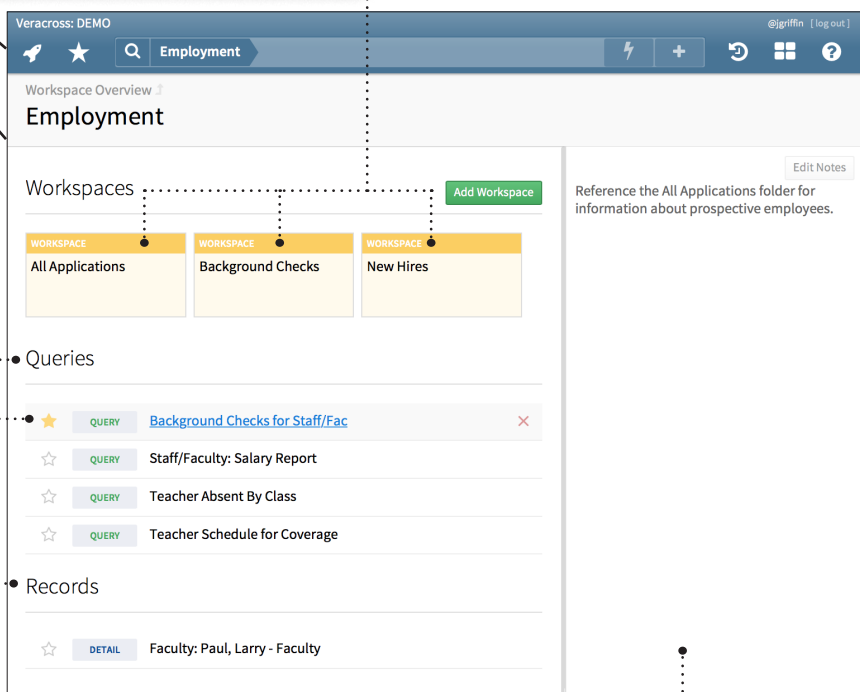 Veracross: DEMO
@jgriffin [ log out ]
Employment
Workspace Overview
Employment
Edit Notes
Reference the All Applications folder for
information about prospective employees.
Workspaces
Add Workspace
WORKSPACE
All Applications
WORKSPACE
Background Checks
WORKSPACE
New Hires
Queries
QUERY Background Checks for Staff/Fac
QUERY Staff/Faculty: Salary Report
QUERY Teacher Absent By Class
QUERY Teacher Schedule for Coverage
Records
DETAIL Faculty: Paul, Larry - Faculty